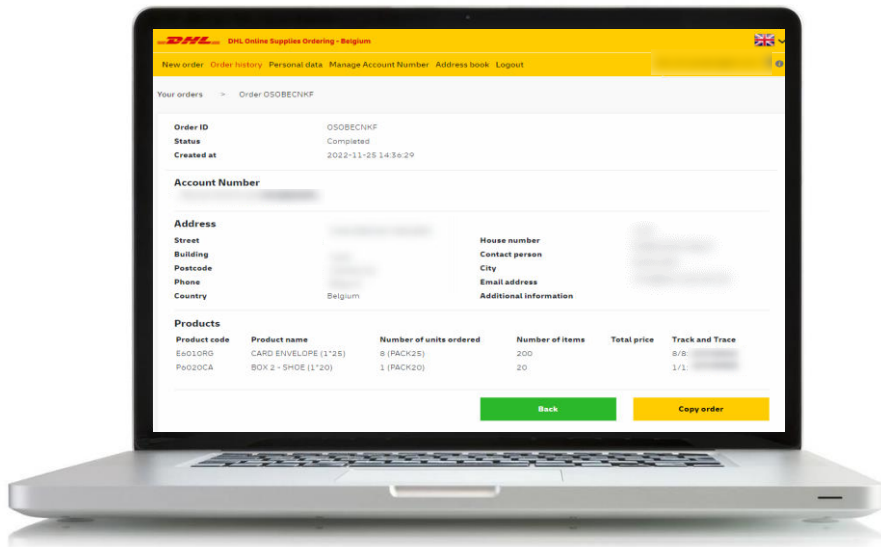 DHL DHL Online Supplies Ordering - Belgium
New order Order history Personal data Manage Account Number Address book Logout
Your orders > Order OSOBECNKF
Order ID OSOBECNKF
Status Completed
Created at 2022-11-25 14:36:29
Account Number
Address
Street House number
Building Contact person
Postcode City
Phone Email address
Country Belgium Additional information
Products
Product code Product name Number of units ordered Number of items Total price Track and Trace
E6010RG CARD ENVELOPE (1*25) 8 (PACK25) 200 8/8:
P6020CA BOX 2 - SHOE (1*20) 1 (PACK20) 20 1/1:
Back Copy order